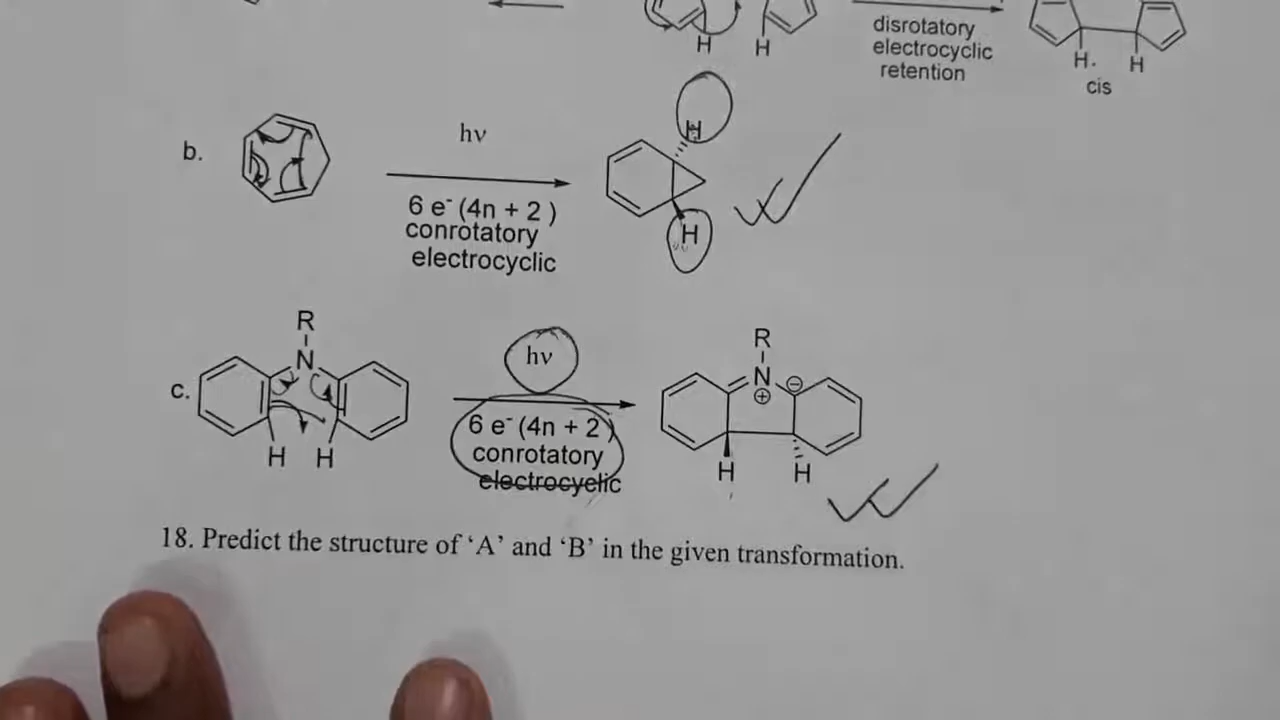 H H
disrotatory
electrocyclic
retention
H. H
cis
b.
hν
6 e⁻ (4n + 2 )
conrotatory
electrocyclic
H
H
c.
R
N
H H
hν
6 e⁻ (4n + 2 )
conrotatory
electrocyclic
R
N
⊕ ⊖
H H
18. Predict the structure of ‘A’ and ‘B’ in the given transformation.